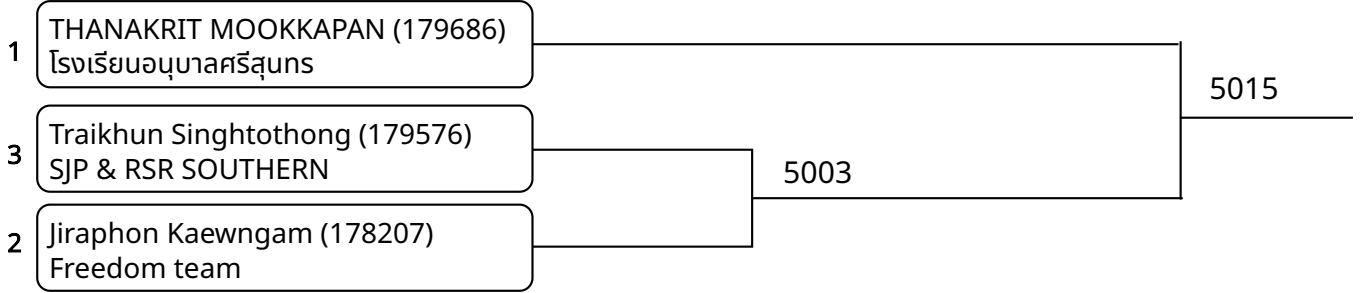 1
THANAKRIT MOOKKAPAN (179686)
โรงเรียนอนุบาลศรีสุนทร
5015
3
Traikhun Singhtothong (179576)
SJP & RSR SOUTHERN
5003
2
Jiraphon Kaewngam (178207)
Freedom team